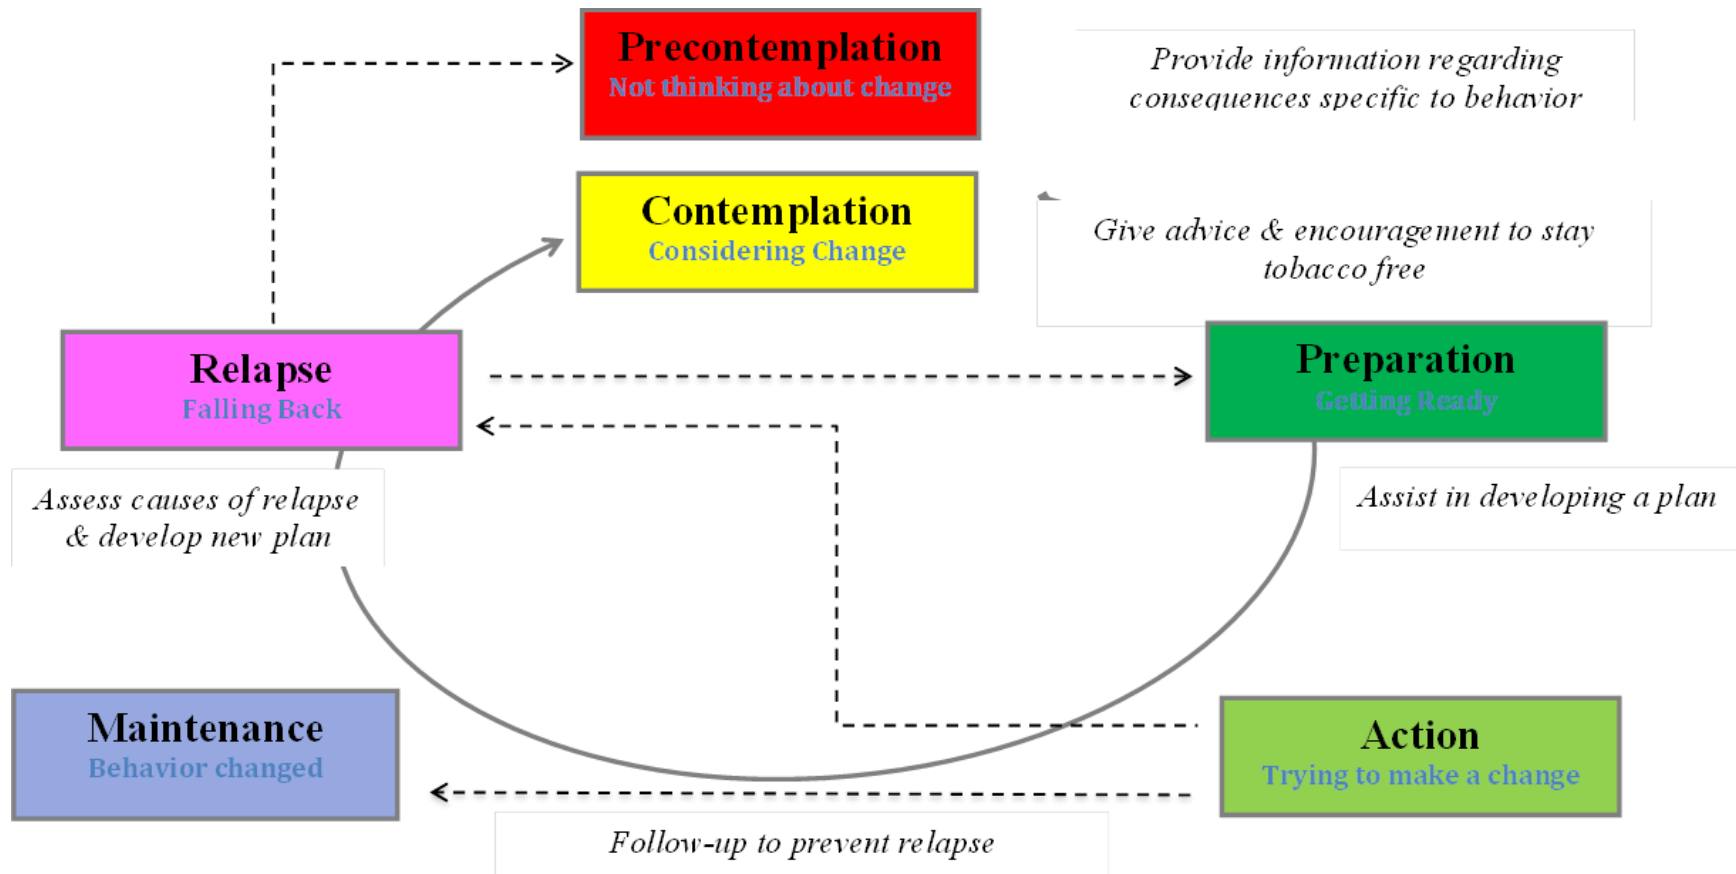 Precontemplation
Not thinking about change
Provide information regarding
consequences specific to behavior
Contemplation
Considering Change
Give advice & encouragement to stay
tobacco free
Relapse
Falling Back
Preparation
Getting Ready
Assess causes of relapse
& develop new plan
Assist in developing a plan
Maintenance
Behavior changed
Action
Trying to make a change
Follow-up to prevent relapse